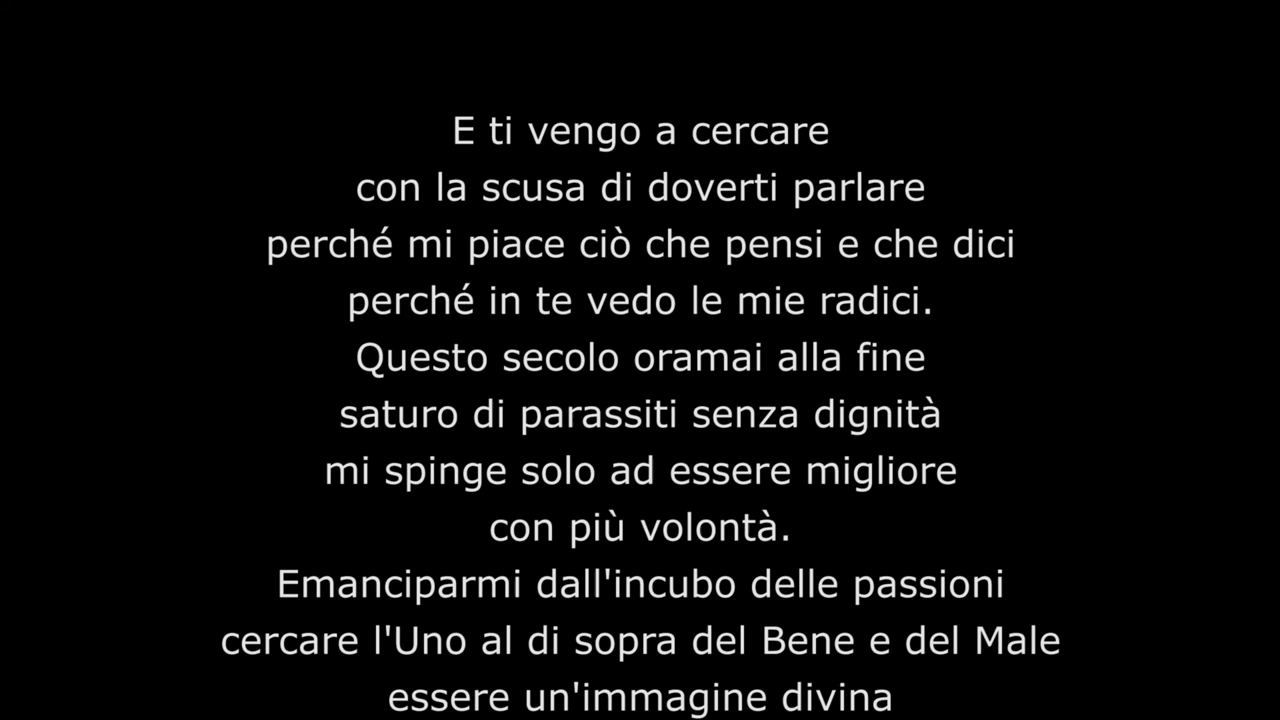 E ti vengo a cercare
con la scusa di doverti parlare
perché mi piace ciò che pensi e che dici
perché in te vedo le mie radici.
Questo secolo oramai alla fine
saturo di parassiti senza dignità
mi spinge solo ad essere migliore
con più volontà.
Emanciparmi dall'incubo delle passioni
cercare l'Uno al di sopra del Bene e del Male
essere un'immagine divina